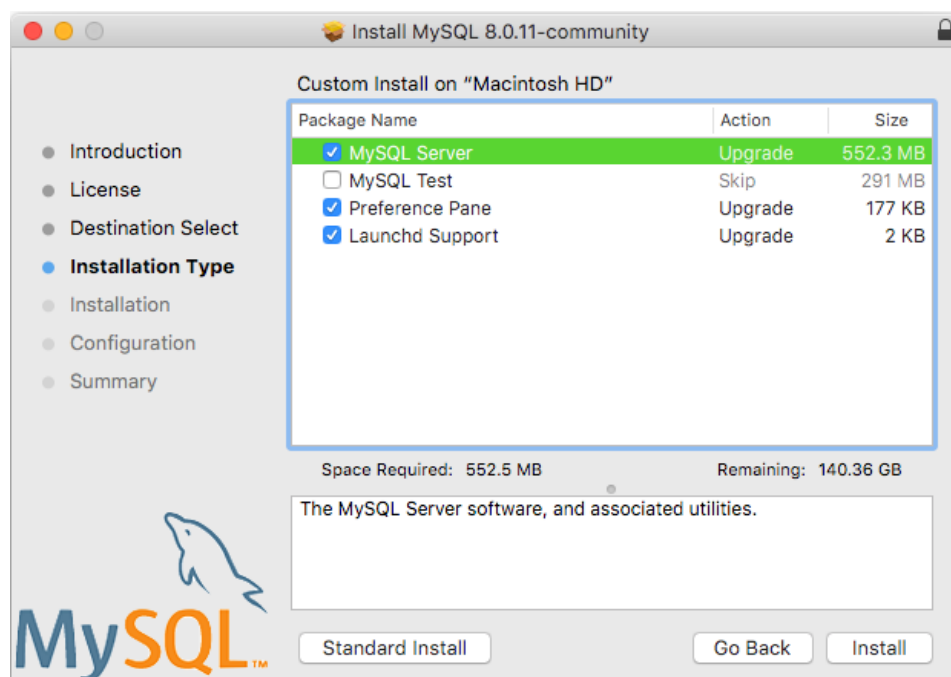 Install MySQL 8.0.11-community
Custom Install on “Macintosh HD”
Introduction
License
Destination Select
Installation Type
Installation
Configuration
Summary
Package Name Action Size
MySQL Server Upgrade 552.3 MB
MySQL Test Skip 291 MB
Preference Pane Upgrade 177 KB
Launchd Support Upgrade 2 KB
Space Required: 552.5 MB Remaining: 140.36 GB
The MySQL Server software, and associated utilities.
MySQL™
Standard Install Go Back Install